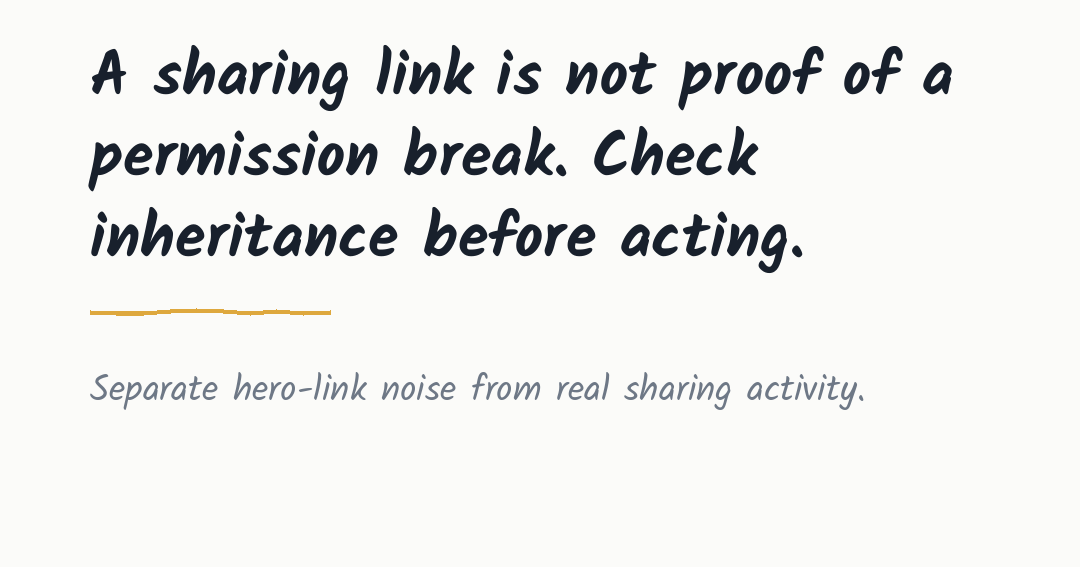 A sharing link is not proof of a
permission break. Check
inheritance before acting.
Separate hero-link noise from real sharing activity.